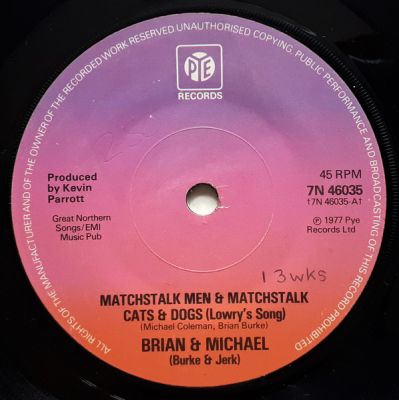 ALL RIGHTS OF THE MANUFACTURER AND OF THE OWNER OF THE RECORDED WORK RESERVED UNAUTHORISED COPYING, PUBLIC PERFORMANCE AND BROADCASTING OF THIS RECORD PROHIBITED
PYE
RECORDS
Produced
by Kevin
Parrott
Great Northern
Songs/EMI
Music Pub
45 RPM
7N 46035
†7N 46035-A†
℗ 1977 Pye
Records Ltd
13 wks
MATCHSTALK MEN & MATCHSTALK
CATS & DOGS (Lowry's Song)
(Michael Coleman, Brian Burke)
BRIAN & MICHAEL
(Burke & Jerk)